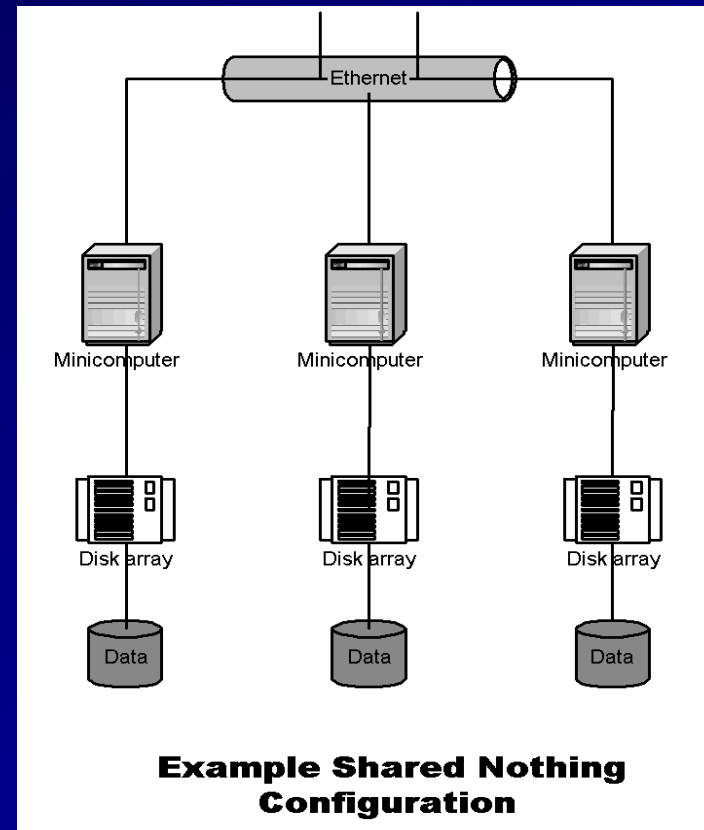 Ethernet
Minicomputer Minicomputer Minicomputer
Disk array Disk array Disk array
Data Data Data
Example Shared Nothing
Configuration